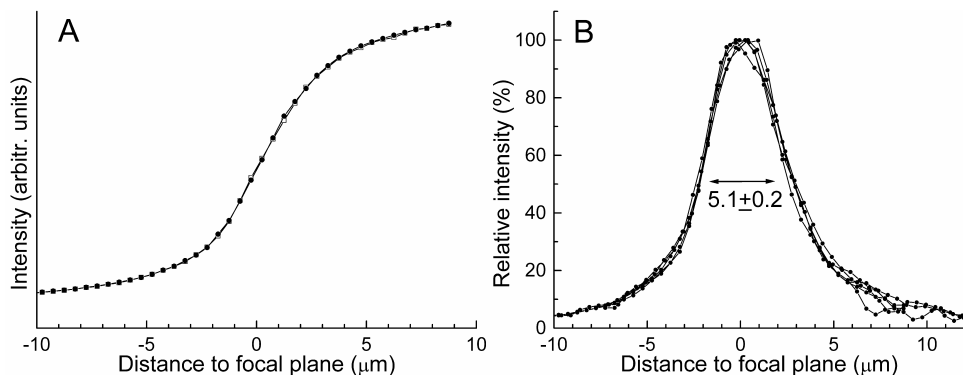 A
Intensity (arbitr. units)
-10 -5 0 5 10
Distance to focal plane (μm)
B
Relative intensity (%)
100
80
60
40
20
0
5.1±0.2
-10 -5 0 5 10
Distance to focal plane (μm)